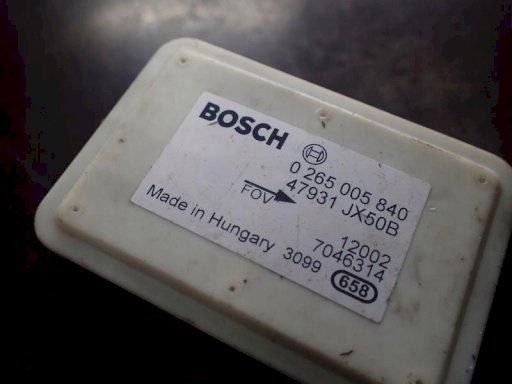 BOSCH
0 265 005 840
47931 JX50B
FOV
12002
7046314
Made in Hungary 3099 658